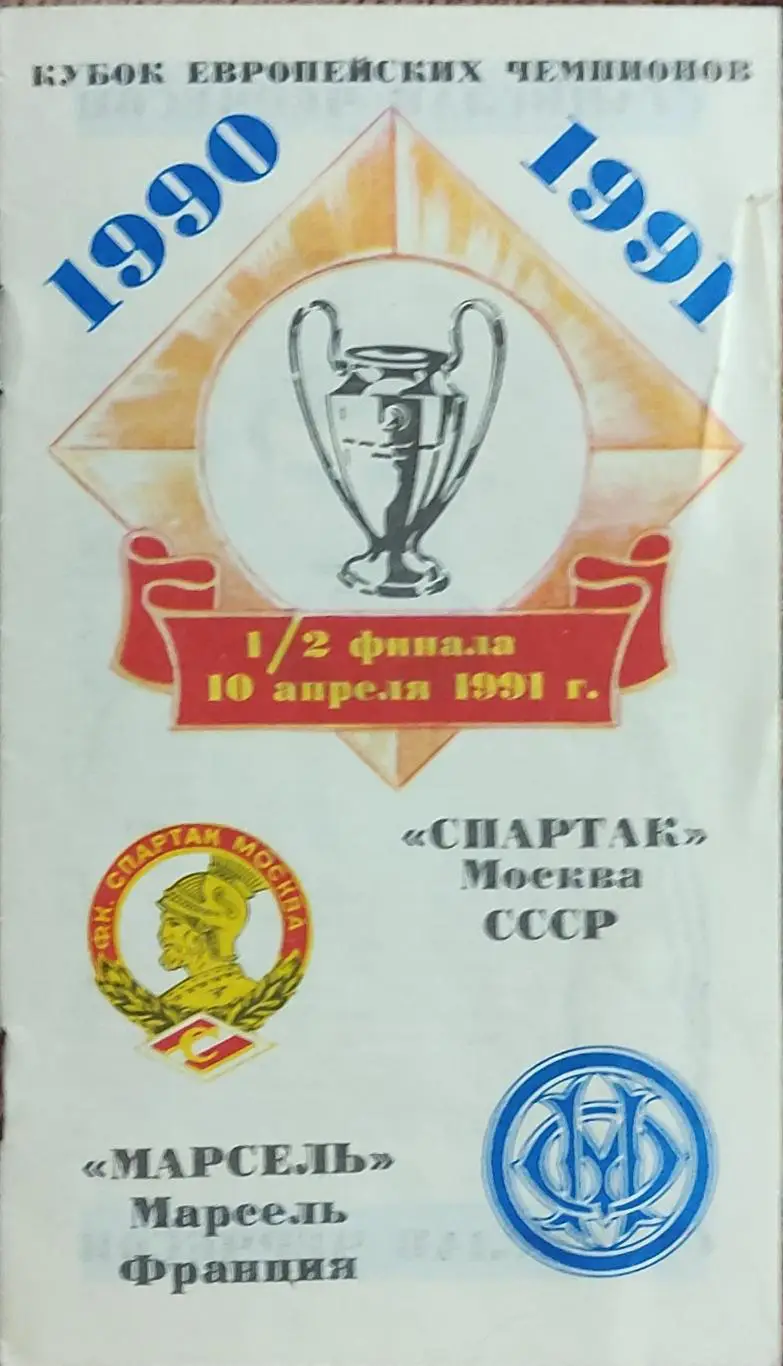 КУБОК ЕВРОПЕЙСКИХ ЧЕМПИОНОВ
1990
1991
1/2 финала
10 апреля 1991 г.
«СПАРТАК»
Москва
СССР
ФК. СПАРТАК МОСКВА
С
«МАРСЕЛЬ»
Марсель
Франция
ОМ